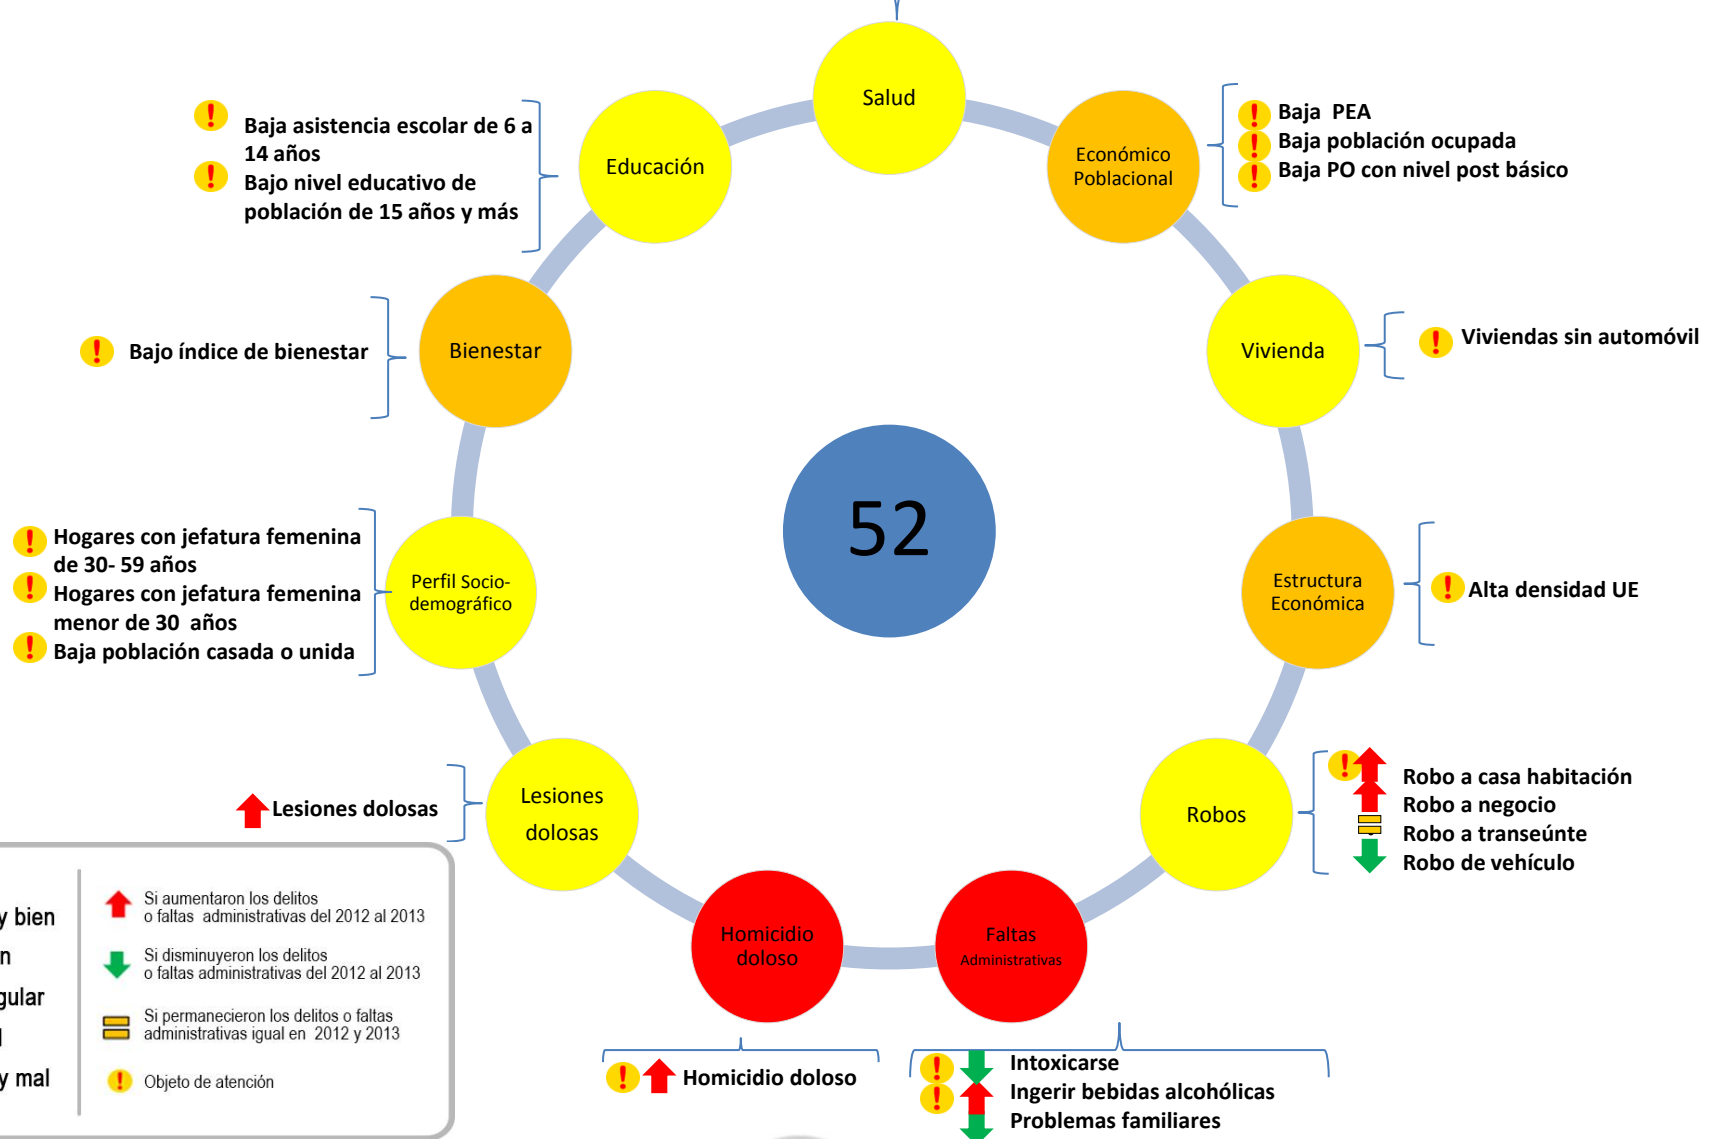 Salud
Baja asistencia escolar de 6 a
14 años
Bajo nivel educativo de
población de 15 años y más
Educación
Económico
Poblacional
Baja PEA
Baja población ocupada
Baja PO con nivel post básico
Bajo índice de bienestar
Bienestar
Vivienda
Viviendas sin automóvil
52
Hogares con jefatura femenina
de 30- 59 años
Hogares con jefatura femenina
menor de 30 años
Baja población casada o unida
Perfil Socio-
demográfico
Estructura
Económica
Alta densidad UE
Lesiones dolosas
Lesiones
dolosas
Robos
Robo a casa habitación
Robo a negocio
Robo a transeúnte
Robo de vehículo
Homicidio
doloso
Faltas
Administrativas
Homicidio doloso
Intoxicarse
Ingerir bebidas alcohólicas
Problemas familiares
y bien
n
gular
l
y mal
Si aumentaron los delitos
o faltas administrativas del 2012 al 2013
Si disminuyeron los delitos
o faltas administrativas del 2012 al 2013
Si permanecieron los delitos o faltas
administrativas igual en 2012 y 2013
Objeto de atención